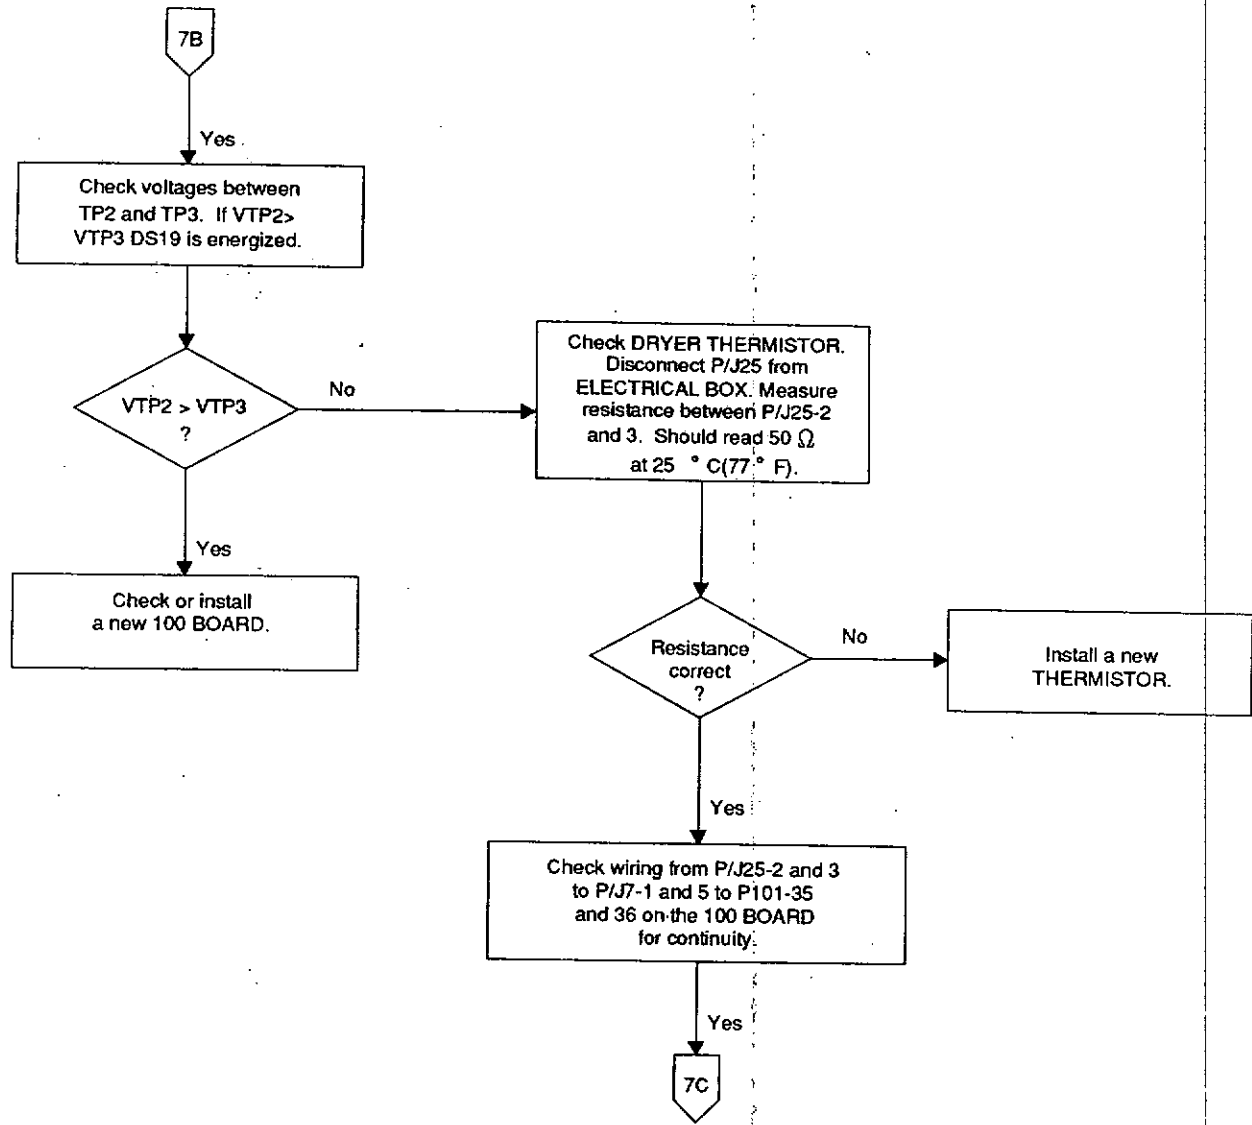 7B
Yes
Check voltages between
TP2 and TP3. If VTP2>
VTP3 DS19 is energized.
VTP2 > VTP3
?
No
Check DRYER THERMISTOR.
Disconnect P/J25 from
ELECTRICAL BOX. Measure
resistance between P/J25-2
and 3. Should read 50 Ω
at 25 ° C(77 ° F).
Yes
Check or install
a new 100 BOARD.
Resistance
correct
?
No
Install a new
THERMISTOR.
Yes
Check wiring from P/J25-2 and 3
to P/J7-1 and 5 to P101-35
and 36 on the 100 BOARD
for continuity.
Yes
7C